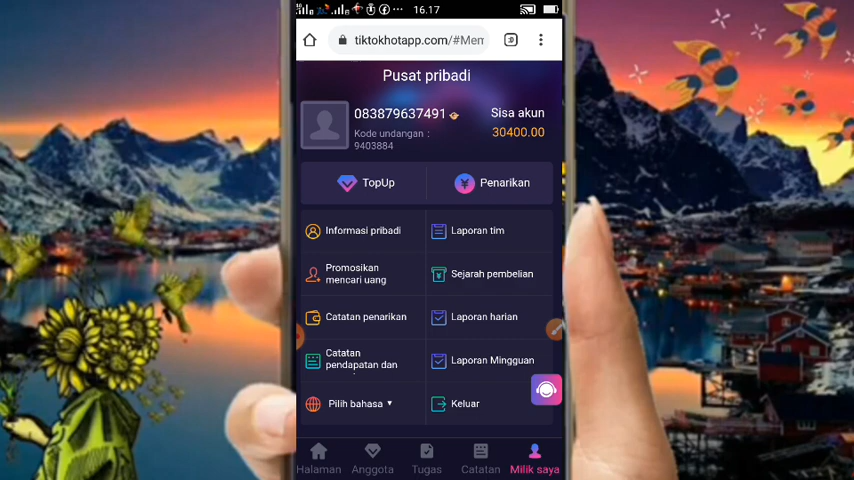 16.17
tiktokhotapp.com/#Mem
Pusat pribadi
083879637491
Kode undangan :
9403884
Sisa akun
30400.00
TopUp
Penarikan
Informasi pribadi
Laporan tim
Promosikan
mencari uang
Sejarah pembelian
Catatan penarikan
Laporan harian
Catatan
pendapatan dan
Laporan Mingguan
Pilih bahasa
Keluar
Halaman
Anggota
Tugas
Catatan
Milik saya